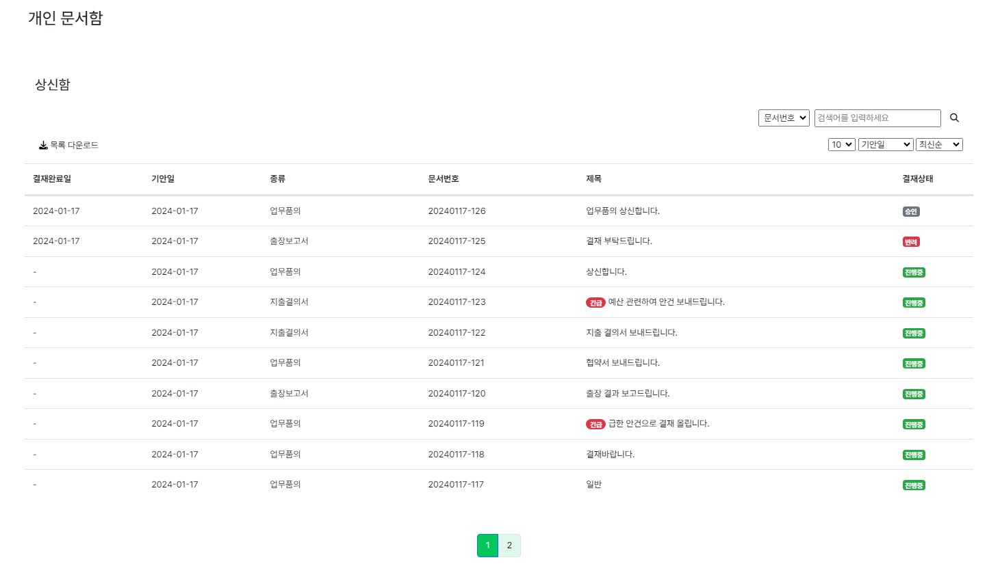 개인 문서함
상신함
문서번호 검색어를 입력하세요
목록 다운로드 10 기안일 최신순
결재완료일 기안일 종류 문서번호 제목 결재상태
2024-01-17 2024-01-17 업무품의 20240117-126 업무품의 상신합니다. 승인
2024-01-17 2024-01-17 출장보고서 20240117-125 결재 부탁드립니다. 반려
- 2024-01-17 업무품의 20240117-124 상신합니다. 진행중
- 2024-01-17 지출결의서 20240117-123 긴급 예산 관련하여 안건 보내드립니다. 진행중
- 2024-01-17 지출결의서 20240117-122 지출 결의서 보내드립니다. 진행중
- 2024-01-17 업무품의 20240117-121 협약서 보내드립니다. 진행중
- 2024-01-17 출장보고서 20240117-120 출장 결과 보고드립니다. 진행중
- 2024-01-17 업무품의 20240117-119 긴급 급한 안건으로 결재 올립니다. 진행중
- 2024-01-17 업무품의 20240117-118 결재바랍니다. 진행중
- 2024-01-17 업무품의 20240117-117 일반 진행중
1 2